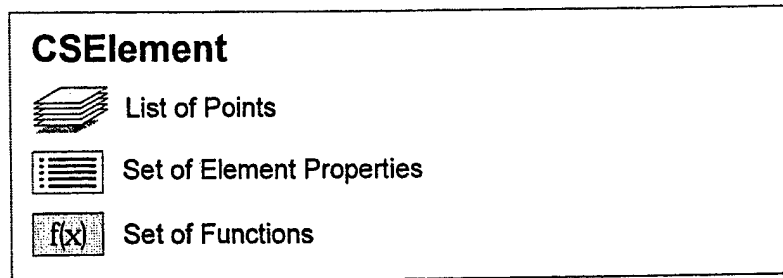 CSElement
List of Points
Set of Element Properties
f(x) Set of Functions